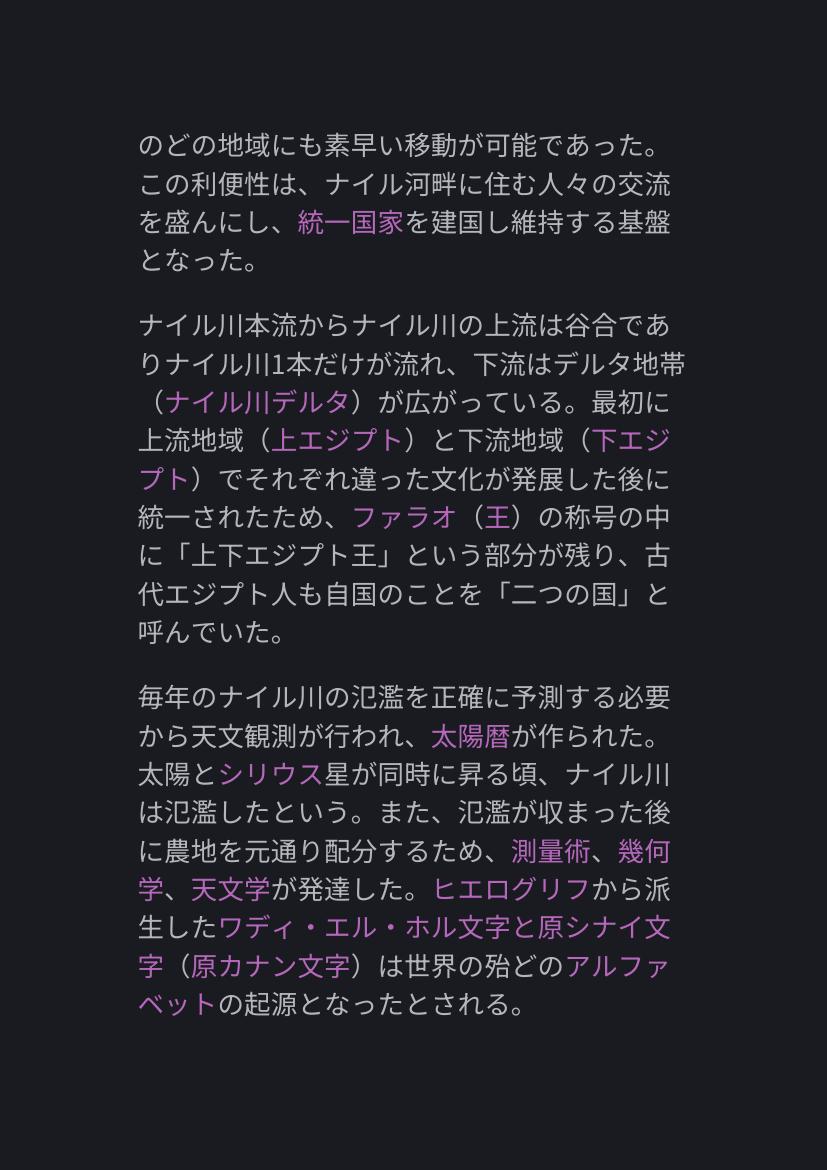 のどの地域にも素早い移動が可能であった。
この利便性は、ナイル河畔に住む人々の交流
を盛んにし、統一国家を建国し維持する基盤
となった。
ナイル川本流からナイル川の上流は谷合であ
りナイル川1本だけが流れ、下流はデルタ地帯
（ナイル川デルタ）が広がっている。最初に
上流地域（上エジプト）と下流地域（下エジ
プト）でそれぞれ違った文化が発展した後に
統一されたため、ファラオ（王）の称号の中
に「上下エジプト王」という部分が残り、古
代エジプト人も自国のことを「二つの国」と
呼んでいた。
毎年のナイル川の氾濫を正確に予測する必要
から天文観測が行われ、太陽暦が作られた。
太陽とシリウス星が同時に昇る頃、ナイル川
は氾濫したという。また、氾濫が収まった後
に農地を元通り配分するため、測量術、幾何
学、天文学が発達した。ヒエログリフから派
生したワディ・エル・ホル文字と原シナイ文
字（原カナン文字）は世界の殆どのアルファ
ベットの起源となったとされる。